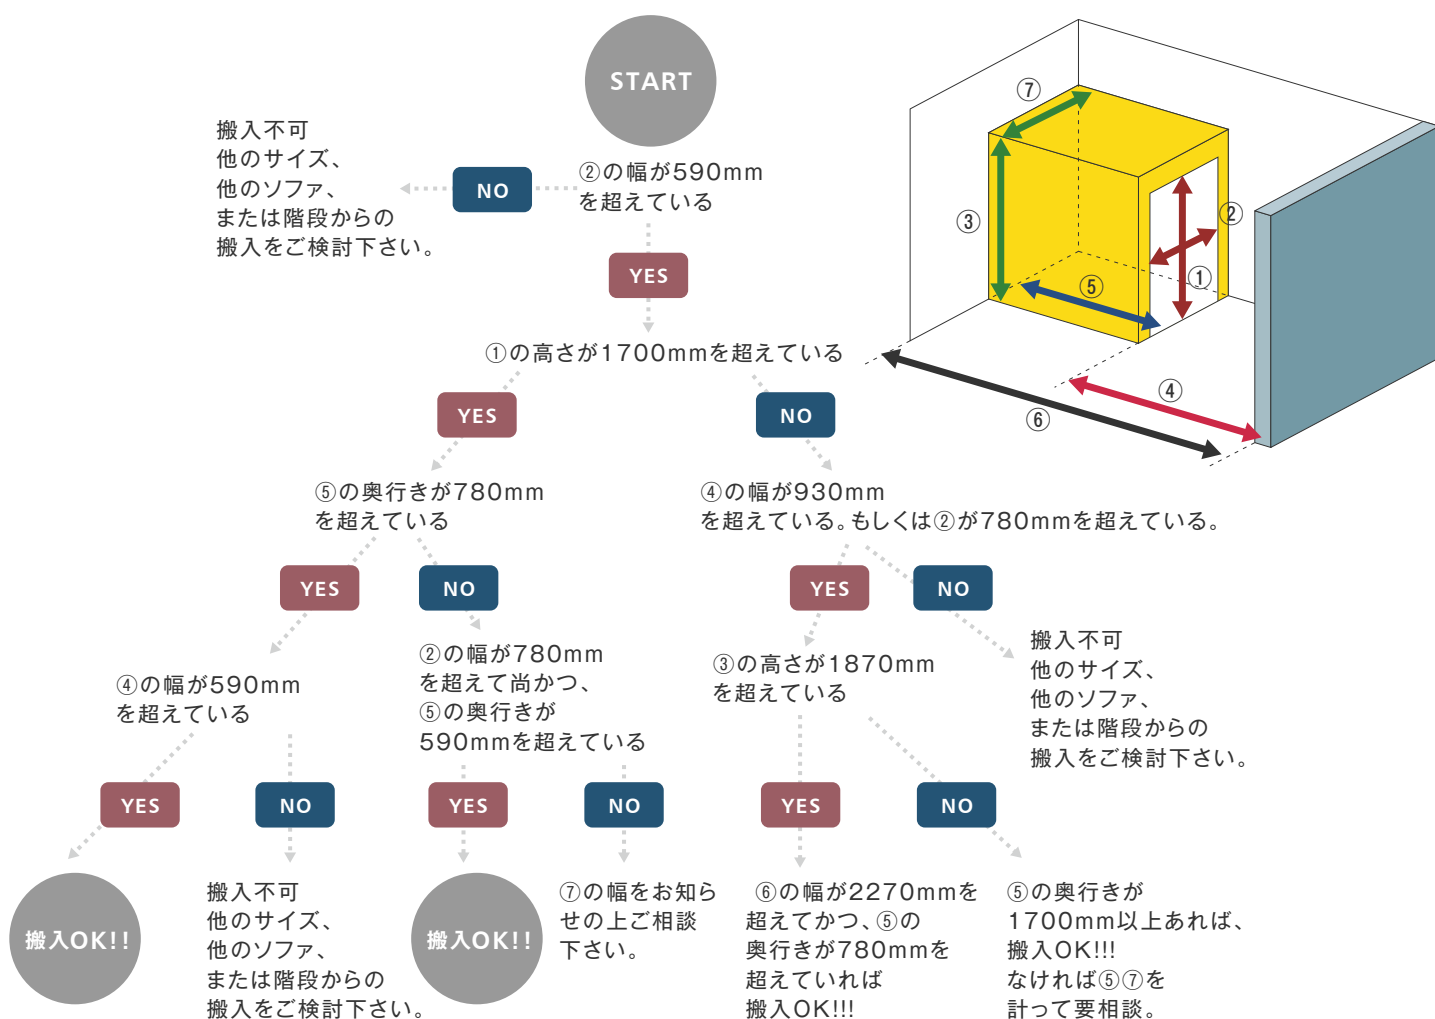 START
②の幅が590mm
を超えている
NO
搬入不可
他のサイズ、
他のソファ、
または階段からの
搬入をご検討下さい。
YES
①の高さが1700mmを超えている
YES
NO
⑤の奥行きが780mm
を超えている
④の幅が930mm
を超えている。もしくは②が780mmを超えている。
YES
NO
YES
NO
④の幅が590mm
を超えている
②の幅が780mm
を超えて尚かつ、
⑤の奥行きが
590mmを超えている
③の高さが1870mm
を超えている
搬入不可
他のサイズ、
他のソファ、
または階段からの
搬入をご検討下さい。
YES
NO
YES
NO
YES
NO
搬入OK!!
搬入不可
他のサイズ、
他のソファ、
または階段からの
搬入をご検討下さい。
搬入OK!!
⑦の幅をお知ら
せの上ご相談
下さい。
⑥の幅が2270mmを
超えてかつ、⑤の
奥行きが780mmを
超えていれば
搬入OK!!!
⑤の奥行きが
1700mm以上あれば、
搬入OK!!!
なければ⑤⑦を
計って要相談。
⑦
③
②
①
⑤
④
⑥